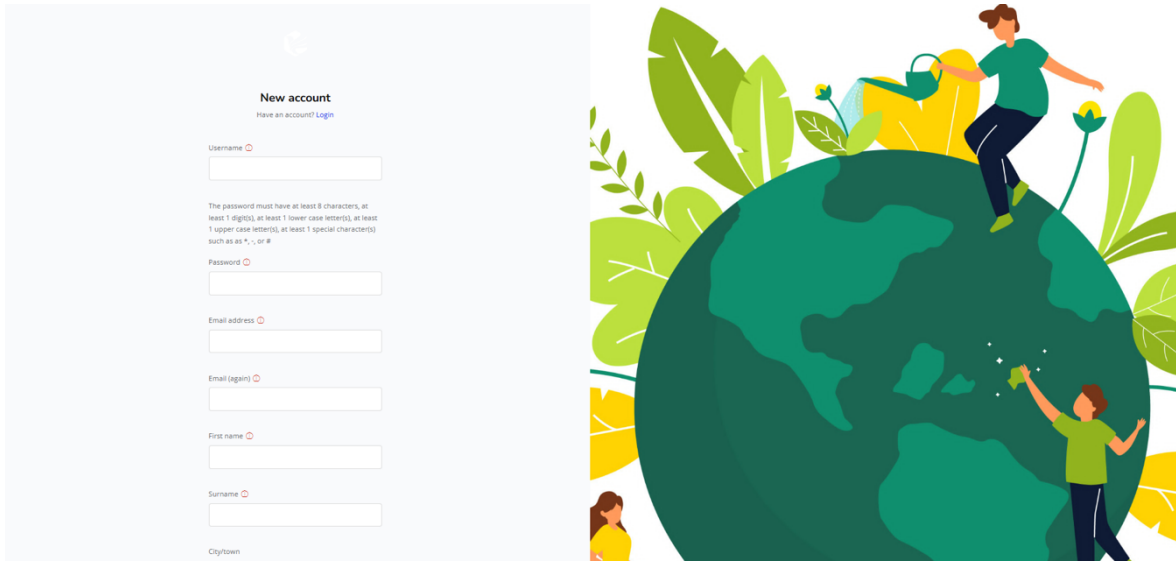 New account
Have an account? Login
Username
The password must have at least 8 characters, at
least 1 digit(s), at least 1 lower case letter(s), at least
1 upper case letter(s), at least 1 special character(s)
such as as *, -, or #
Password
Email address
Email (again)
First name
Surname
City/town